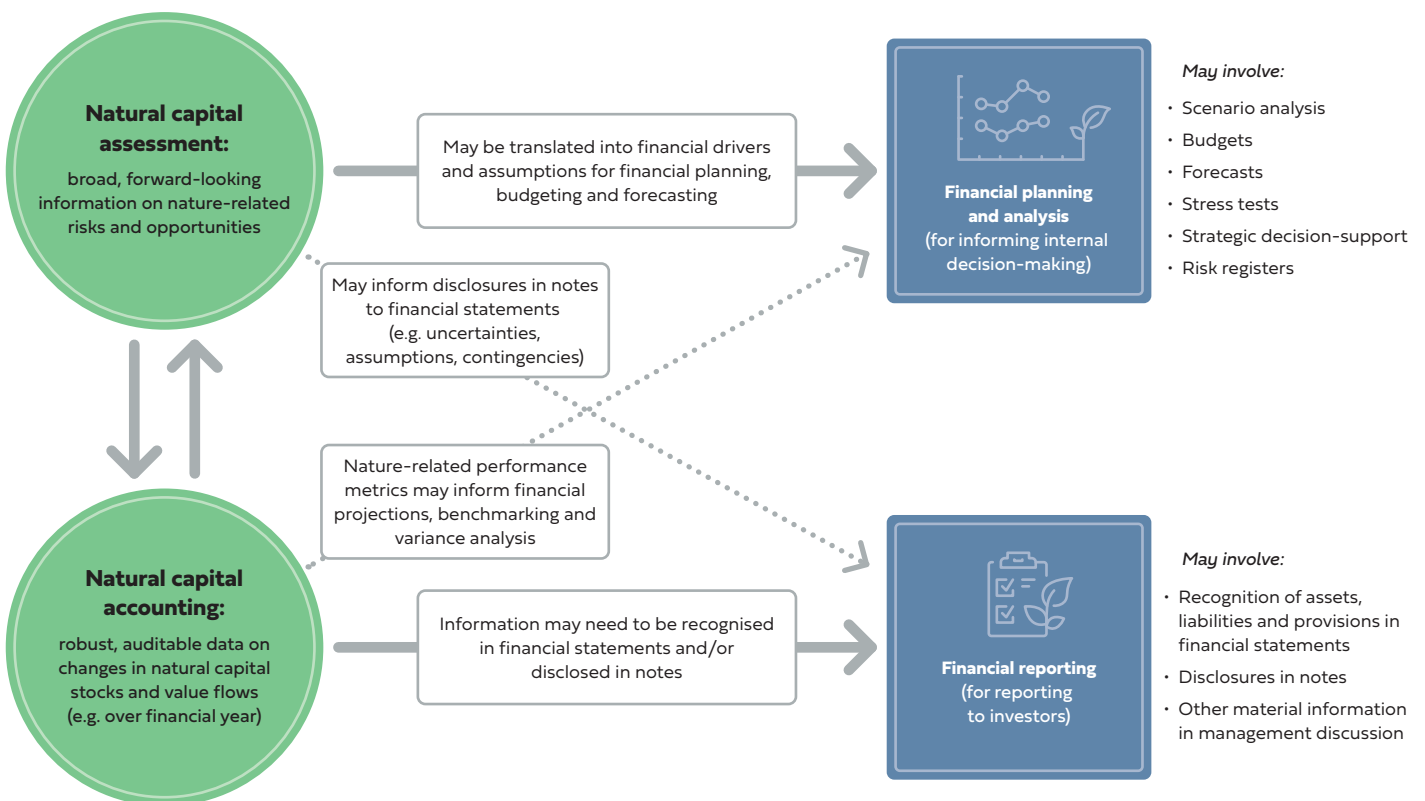 Natural capital
assessment:
broad, forward-looking
information on nature-related
risks and opportunities
May be translated into financial drivers
and assumptions for financial planning,
budgeting and forecasting
Financial planning
and analysis
(for informing internal
decision-making)
May involve:
· Scenario analysis
· Budgets
· Forecasts
· Stress tests
· Strategic decision-support
· Risk registers
May inform disclosures in notes
to financial statements
(e.g. uncertainties,
assumptions, contingencies)
Nature-related performance
metrics may inform financial
projections, benchmarking and
variance analysis
Natural capital
accounting:
robust, auditable data on
changes in natural capital
stocks and value flows
(e.g. over financial year)
Information may need to be recognised
in financial statements and/or
disclosed in notes
Financial reporting
(for reporting
to investors)
May involve:
· Recognition of assets,
liabilities and provisions in
financial statements
· Disclosures in notes
· Other material information
in management discussion